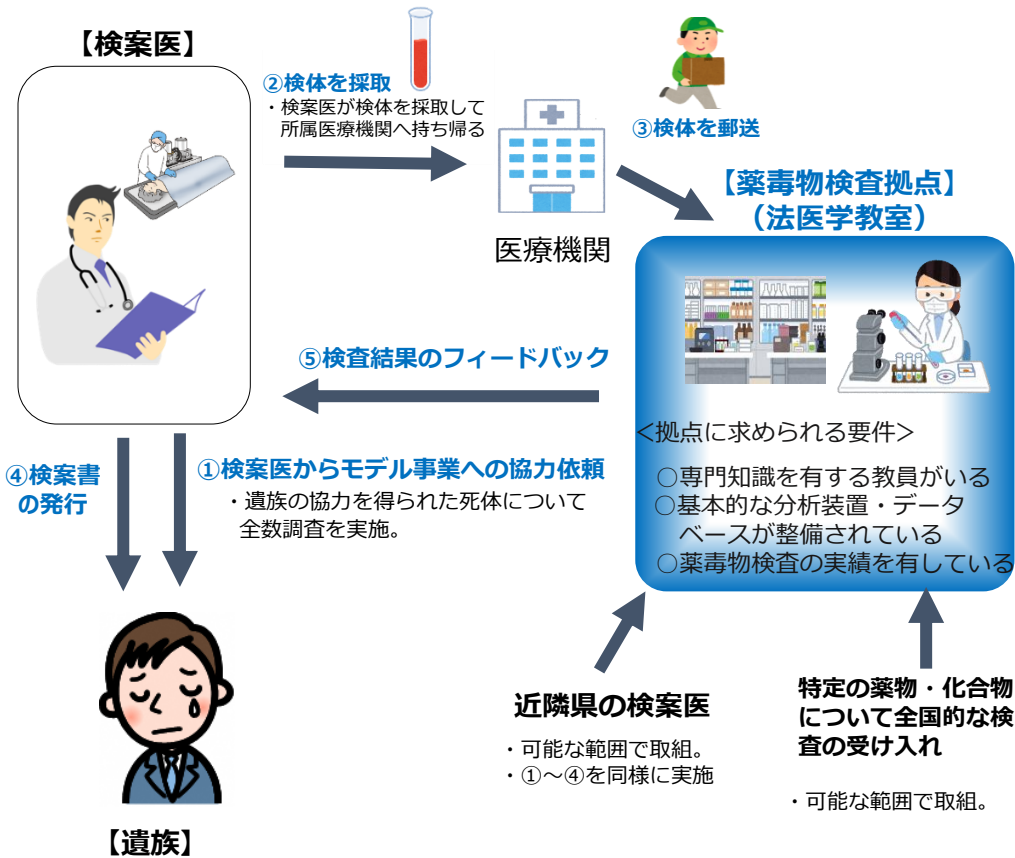 【検案医】
②検体を採取
・検案医が検体を採取して
所属医療機関へ持ち帰る
③検体を郵送
医療機関
【薬毒物検査拠点】
（法医学教室）
⑤検査結果のフィードバック
＜拠点に求められる要件＞
○専門知識を有する教員がいる
○基本的な分析装置・データ
ベースが整備されている
○薬毒物検査の実績を有している
④検案書
の発行
①検案医からモデル事業への協力依頼
・遺族の協力を得られた死体について
全数調査を実施。
近隣県の検案医
・可能な範囲で取組。
・①～④を同様に実施
特定の薬物・化合物
について全国的な検
査の受け入れ
・可能な範囲で取組。
【遺族】